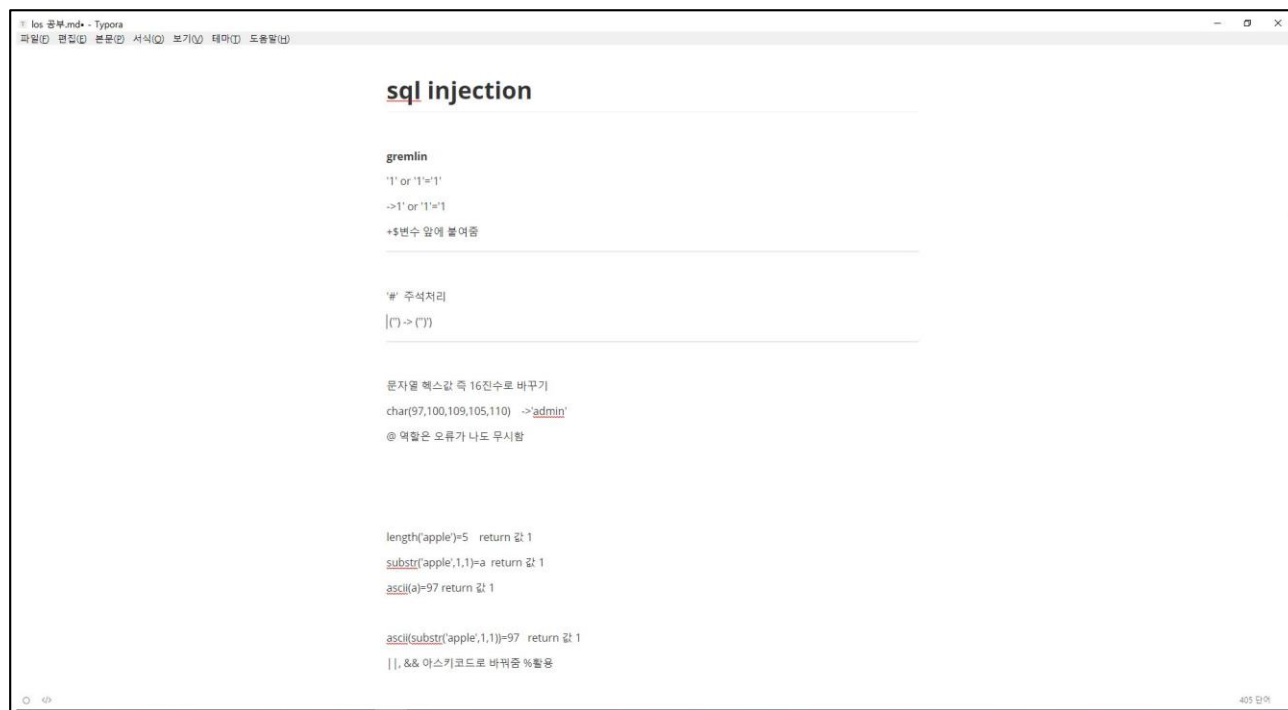 los 공부.md• - Typora
파일(F) 편집(E) 본문(P) 서식(O) 보기(V) 테마(T) 도움말(H)
sql injection
gremlin
'1' or '1'='1'
->1' or '1'='1
+$변수 앞에 붙여줌
'#' 주석처리
('') -> ('')')
문자열 헥스값 즉 16진수로 바꾸기
char(97,100,109,105,110) ->'admin'
@ 역할은 오류가 나도 무시함
length('apple')=5 return 값 1
substr('apple',1,1)=a return 값 1
ascii(a)=97 return 값 1
ascii(substr('apple',1,1))=97 return 값 1
||, && 아스키코드로 바꿔줌 %활용
405 단어